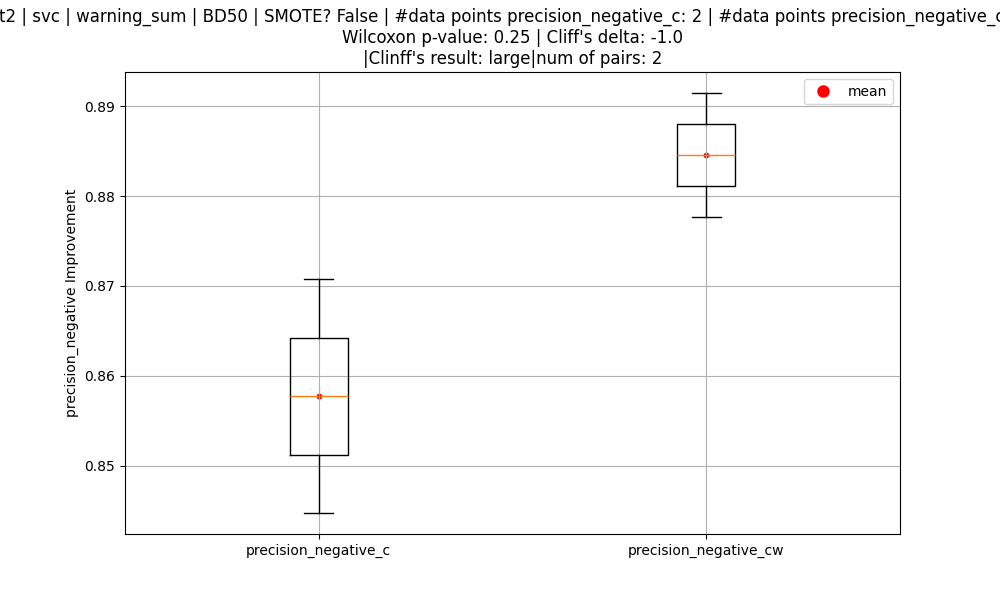 t2 | svc | warning_sum | BD50 | SMOTE? False | #data points precision_negative_c: 2 | #data points precision_negative_c
Wilcoxon p-value: 0.25 | Cliff's delta: -1.0
|Clinff's result: large|num of pairs: 2
mean
0.89
0.88
0.87
0.86
0.85
precision_negative Improvement
precision_negative_c
precision_negative_cw